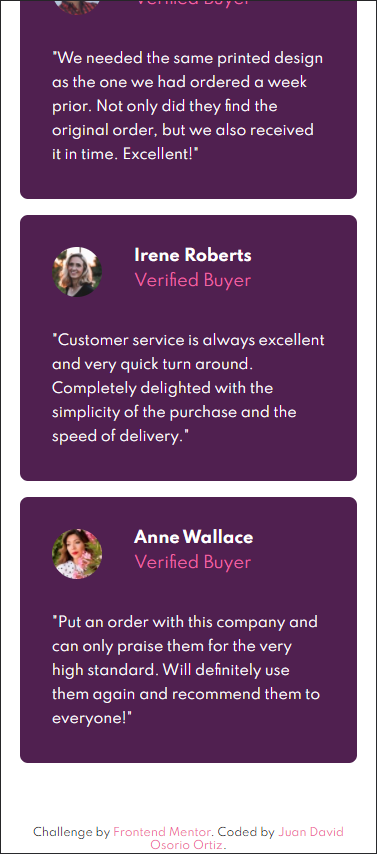 Verified Buyer
"We needed the same printed design
as the one we had ordered a week
prior. Not only did they find the
original order, but we also received
it in time. Excellent!"
Irene Roberts
Verified Buyer
"Customer service is always excellent
and very quick turn around.
Completely delighted with the
simplicity of the purchase and the
speed of delivery."
Anne Wallace
Verified Buyer
"Put an order with this company and
can only praise them for the very
high standard. Will definitely use
them again and recommend them to
everyone!"
Challenge by Frontend Mentor. Coded by Juan David
Osorio Ortiz.